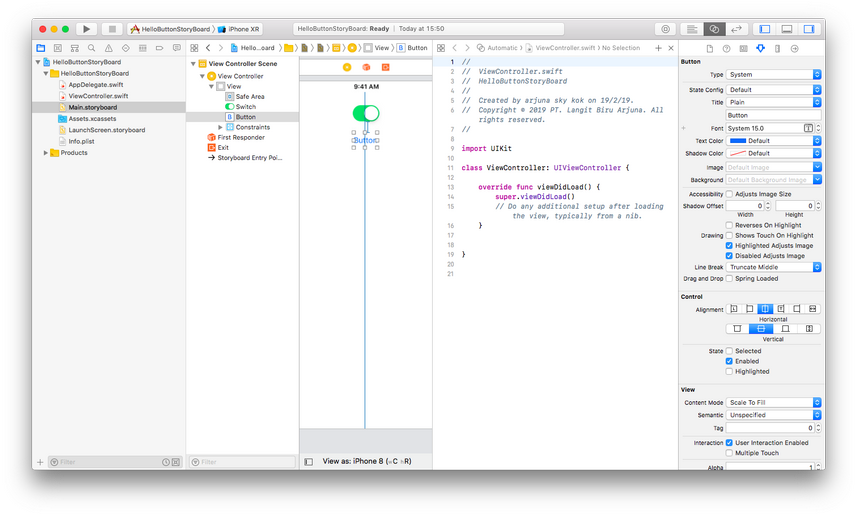 HelloButtonStoryBoard
iPhone XR
HelloButtonStoryBoard: Ready
Today at 15:50
Hello...oard
View
Button
Automatic
ViewController.swift
No Selection
HelloButtonStoryBoard
HelloButtonStoryBoard
AppDelegate.swift
ViewController.swift
Main.storyboard
Assets.xcassets
LaunchScreen.storyboard
Info.plist
Products
Filter
View Controller Scene
View Controller
View
Safe Area
Switch
Button
Constraints
First Responder
Exit
Storyboard Entry Poi...
Filter
9:41 AM
Button
View as: iPhone 8 (wC hR)
1 //
2 // ViewController.swift
3 // HelloButtonStoryBoard
4 //
5 // Created by arjuna sky kok on 19/2/19.
6 // Copyright © 2019 PT. Langit Biru Arjuna. All
rights reserved.
7 //
8
9 import UIKit
10
11 class ViewController: UIViewController {
12
13 override func viewDidLoad() {
14 super.viewDidLoad()
15 // Do any additional setup after loading
the view, typically from a nib.
16 }
17
18
19 }
20
21
Button
Type System
State Config Default
Title Plain
Button
Font System 15.0
Text Color Default
Shadow Color Default
Image Default Image
Background Default Background Image
Accessibility Adjusts Image Size
Shadow Offset 0 0
Width Height
Reverses On Highlight
Drawing Shows Touch On Highlight
Highlighted Adjusts Image
Disabled Adjusts Image
Line Break Truncate Middle
Drag and Drop Spring Loaded
Control
Alignment
Horizontal
Vertical
State Selected
Enabled
Highlighted
View
Content Mode Scale To Fill
Semantic Unspecified
Tag 0
Interaction User Interaction Enabled
Multiple Touch
Alpha 1